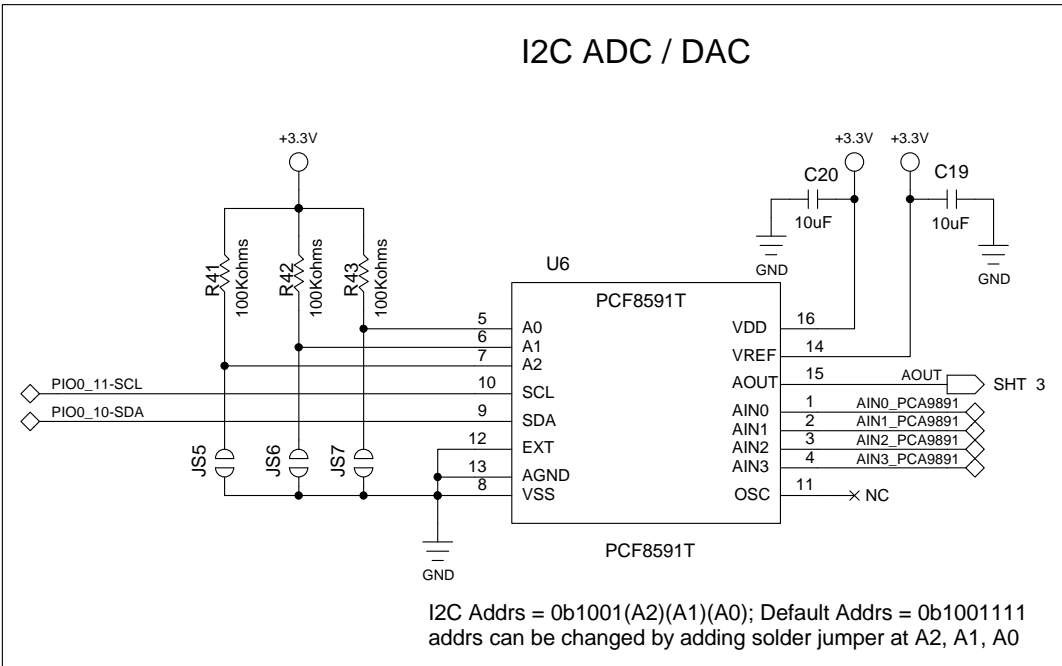 I2C ADC / DAC
+3.3V
+3.3V
+3.3V
C20
10uF
C19
10uF
GND
GND
R41
100Kohms
R42
100Kohms
R43
100Kohms
U6
PCF8591T
5
A0
6
A1
7
A2
PIO0_11-SCL
10
SCL
PIO0_10-SDA
9
SDA
12
EXT
13
AGND
8
VSS
VDD
16
VREF
14
AOUT
15
AOUT
SHT 3
AIN0
1
AIN0_PCA9891
AIN1
2
AIN1_PCA9891
AIN2
3
AIN2_PCA9891
AIN3
4
AIN3_PCA9891
OSC
11
NC
JS5
JS6
JS7
GND
PCF8591T
I2C Addrs = 0b1001(A2)(A1)(A0); Default Addrs = 0b1001111
addrs can be changed by adding solder jumper at A2, A1, A0